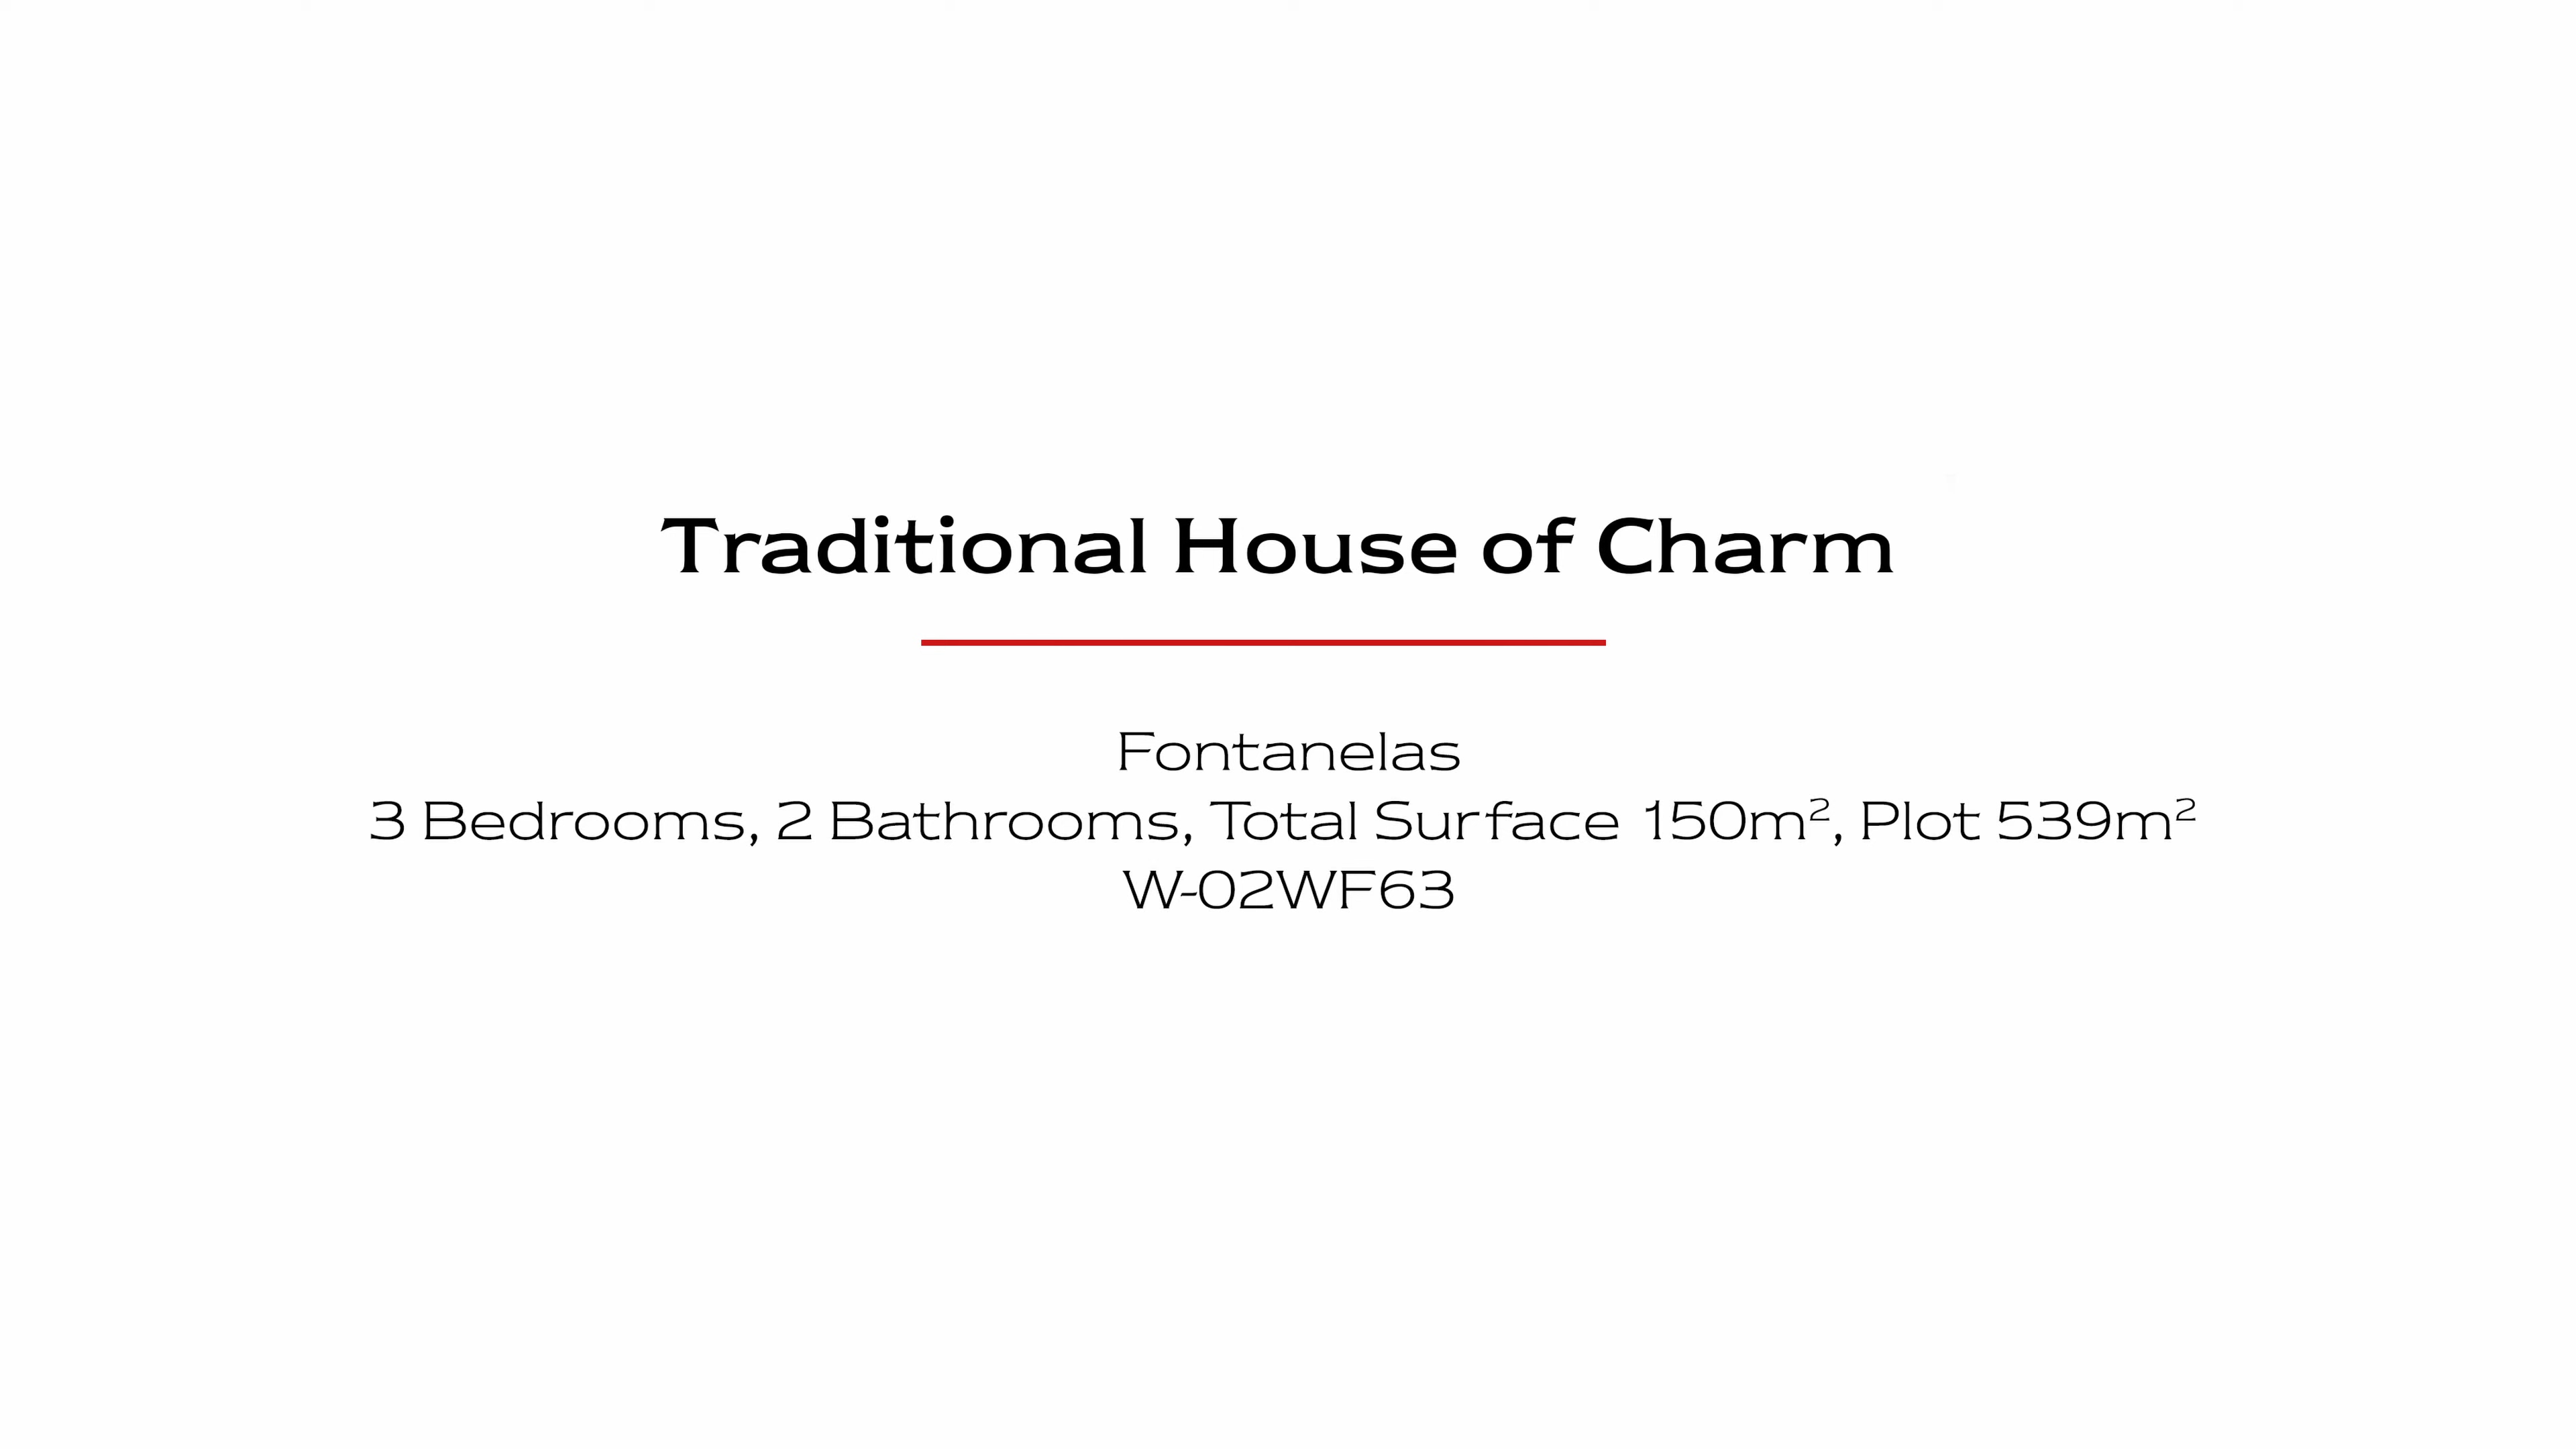 Traditional House of Charm
Fontanelas
3 Bedrooms, 2 Bathrooms, Total Surface 150m², Plot 539m²
W-02WF63